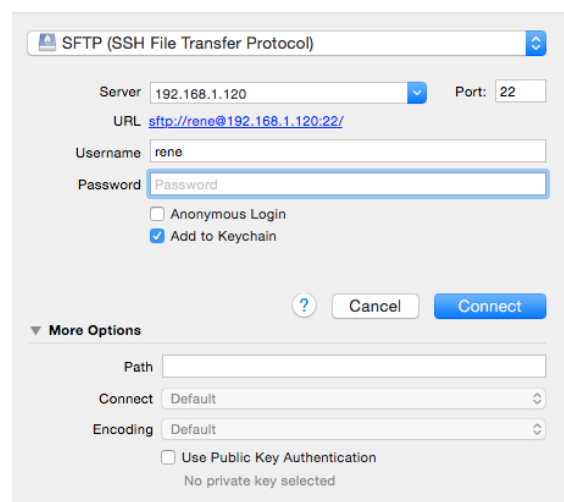 SFTP (SSH File Transfer Protocol)
Server 192.168.1.120 Port: 22
URL sftp://rene@192.168.1.120:22/
Username rene
Password Password
Anonymous Login
Add to Keychain
? Cancel Connect
More Options
Path
Connect Default
Encoding Default
Use Public Key Authentication
No private key selected